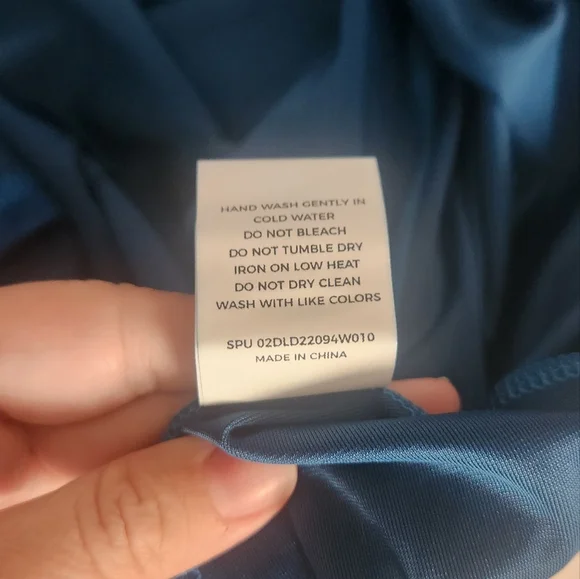 HAND WASH GENTLY IN
COLD WATER
DO NOT BLEACH
DO NOT TUMBLE DRY
IRON ON LOW HEAT
DO NOT DRY CLEAN
WASH WITH LIKE COLORS
SPU 02DLD22094W010
MADE IN CHINA